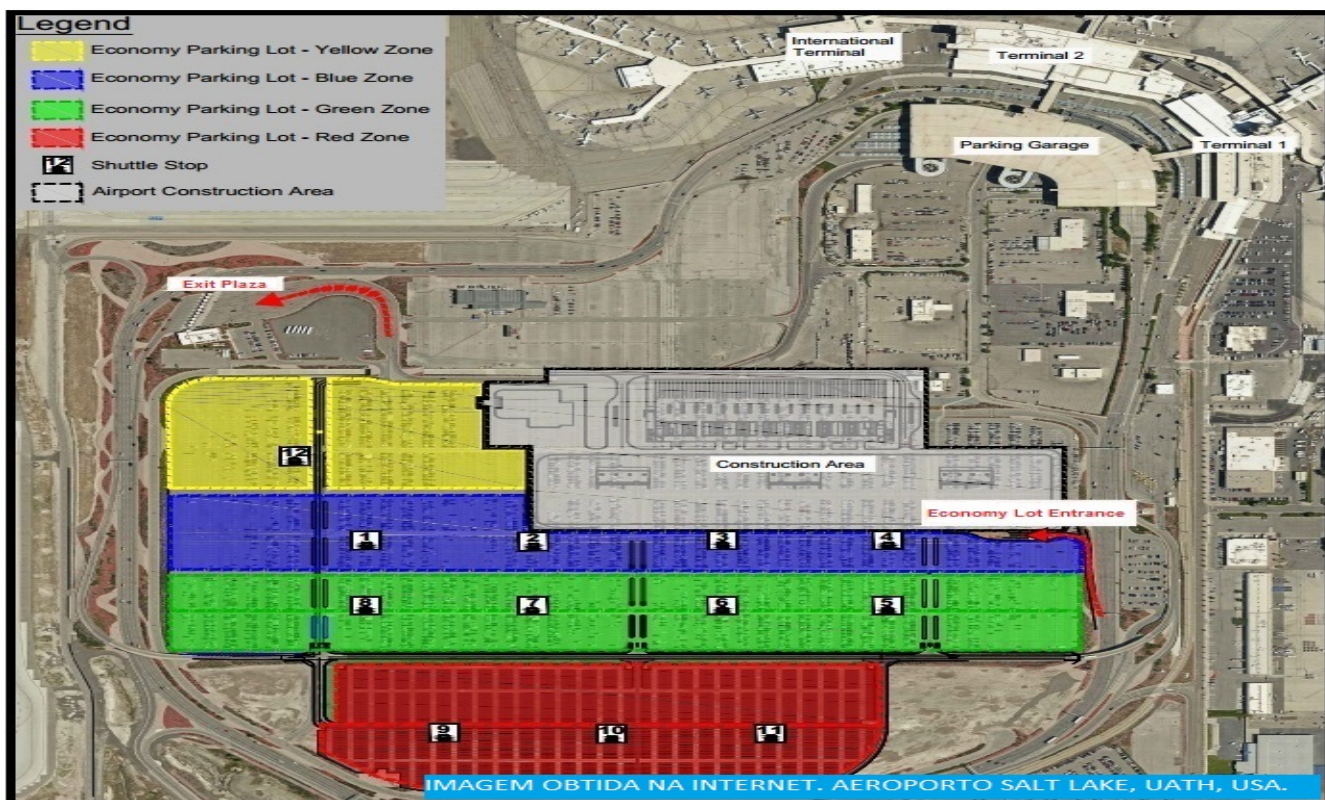 Legend
Economy Parking Lot - Yellow Zone
Economy Parking Lot - Blue Zone
Economy Parking Lot - Green Zone
Economy Parking Lot - Red Zone
12
Shuttle Stop
Airport Construction Area
International
Terminal
Terminal 2
Parking Garage
Terminal 1
Exit Plaza
12
Construction Area
Economy Lot Entrance
1
2
3
4
8
7
6
5
9
10
11
IMAGEM OBTIDA NA INTERNET. AEROPORTO SALT LAKE, UATH, USA.